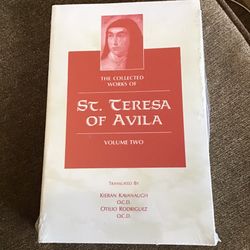 THE COLLECTED
WORKS OF
ST. TERESA
OF AVILA
VOLUME TWO
TRANSLATED BY
KIERAN KAVANAUGH
O.C.D.
OTILIO RODRIGUEZ
O.C.D.